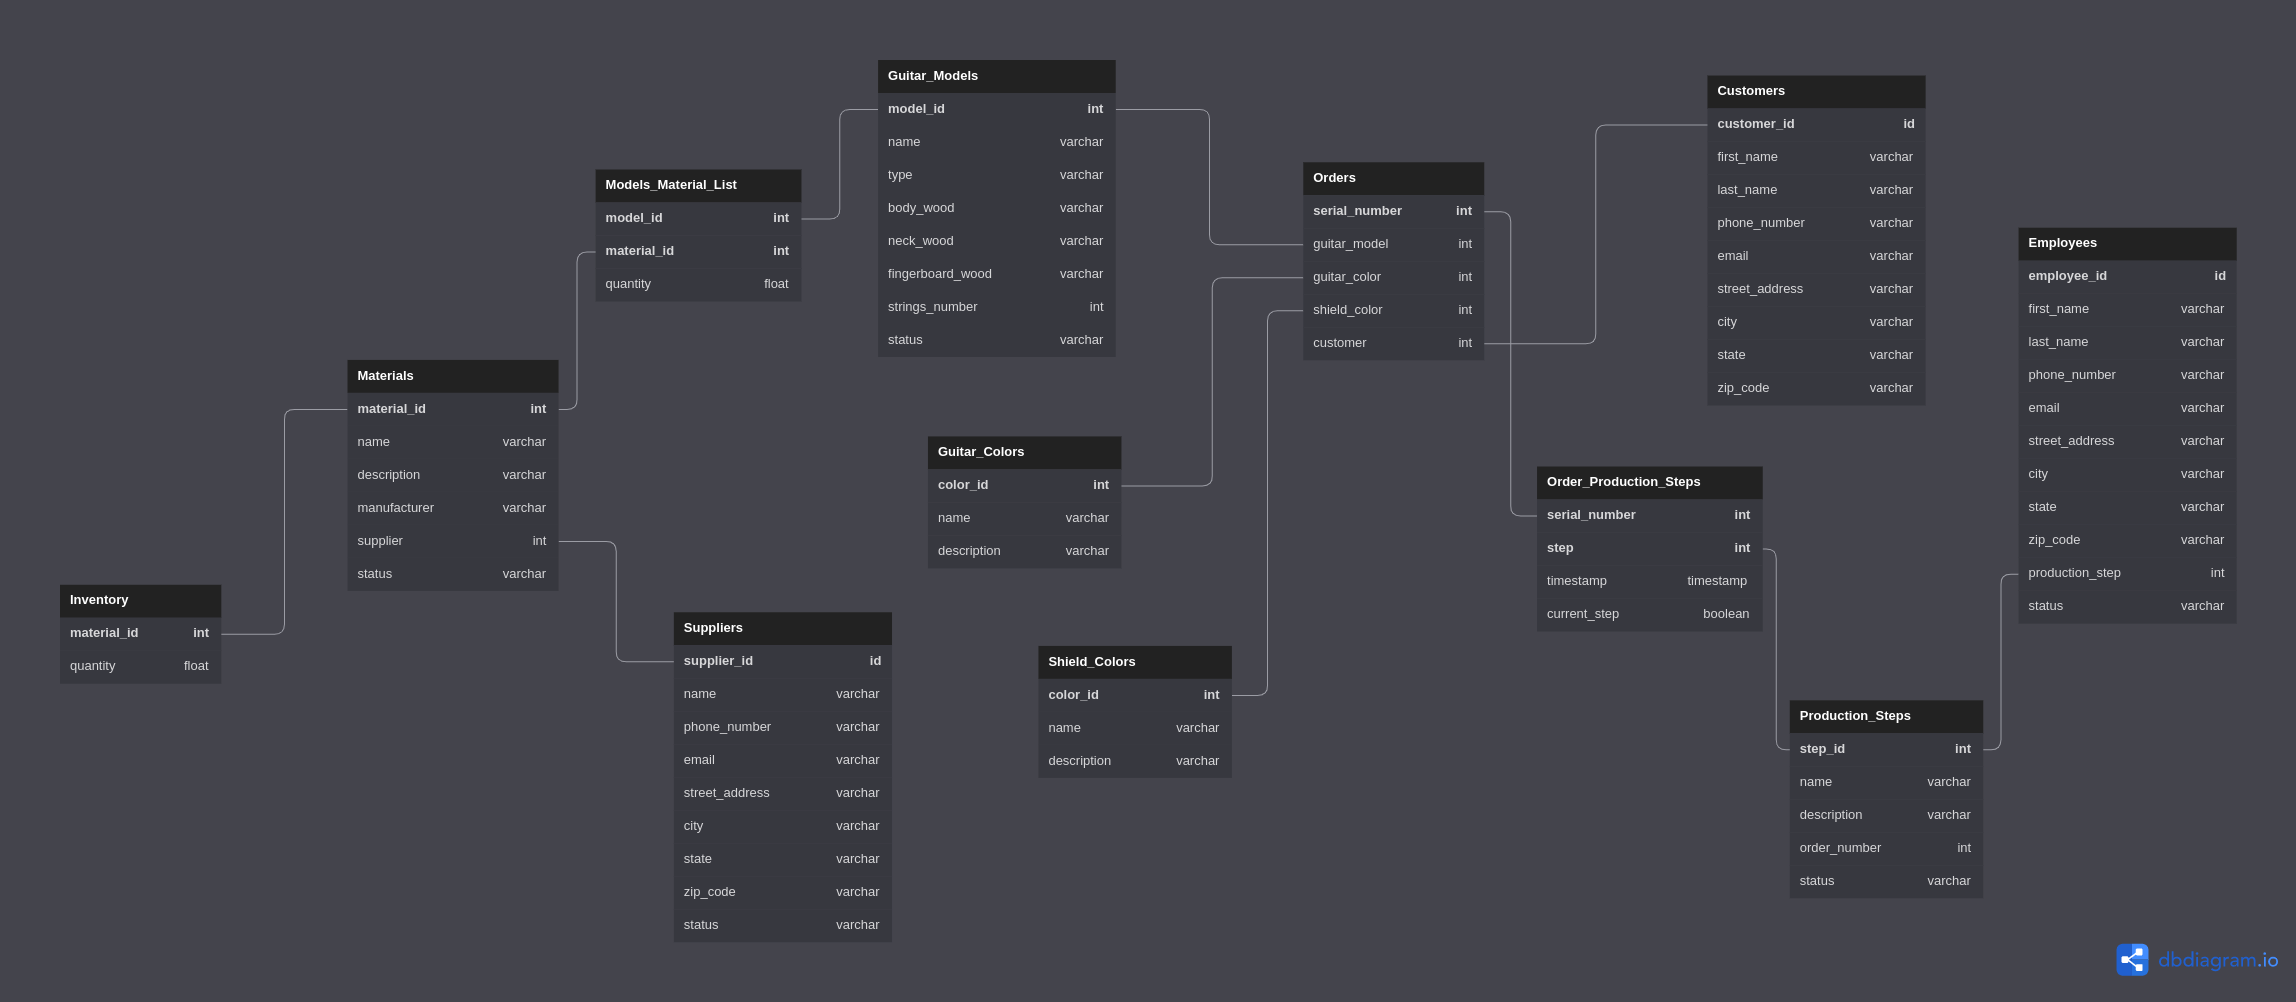 Guitar_Models
model_id int
name varchar
type varchar
body_wood varchar
neck_wood varchar
fingerboard_wood varchar
strings_number int
status varchar
Customers
customer_id id
first_name varchar
last_name varchar
phone_number varchar
email varchar
street_address varchar
city varchar
state varchar
zip_code varchar
Models_Material_List
model_id int
material_id int
quantity float
Orders
serial_number int
guitar_model int
guitar_color int
shield_color int
customer int
Employees
employee_id id
first_name varchar
last_name varchar
phone_number varchar
email varchar
street_address varchar
city varchar
state varchar
zip_code varchar
production_step int
status varchar
Materials
material_id int
name varchar
description varchar
manufacturer varchar
supplier int
status varchar
Guitar_Colors
color_id int
name varchar
description varchar
Order_Production_Steps
serial_number int
step int
timestamp timestamp
current_step boolean
Inventory
material_id int
quantity float
Suppliers
supplier_id id
name varchar
phone_number varchar
email varchar
street_address varchar
city varchar
state varchar
zip_code varchar
status varchar
Shield_Colors
color_id int
name varchar
description varchar
Production_Steps
step_id int
name varchar
description varchar
order_number int
status varchar
dbdiagram.io